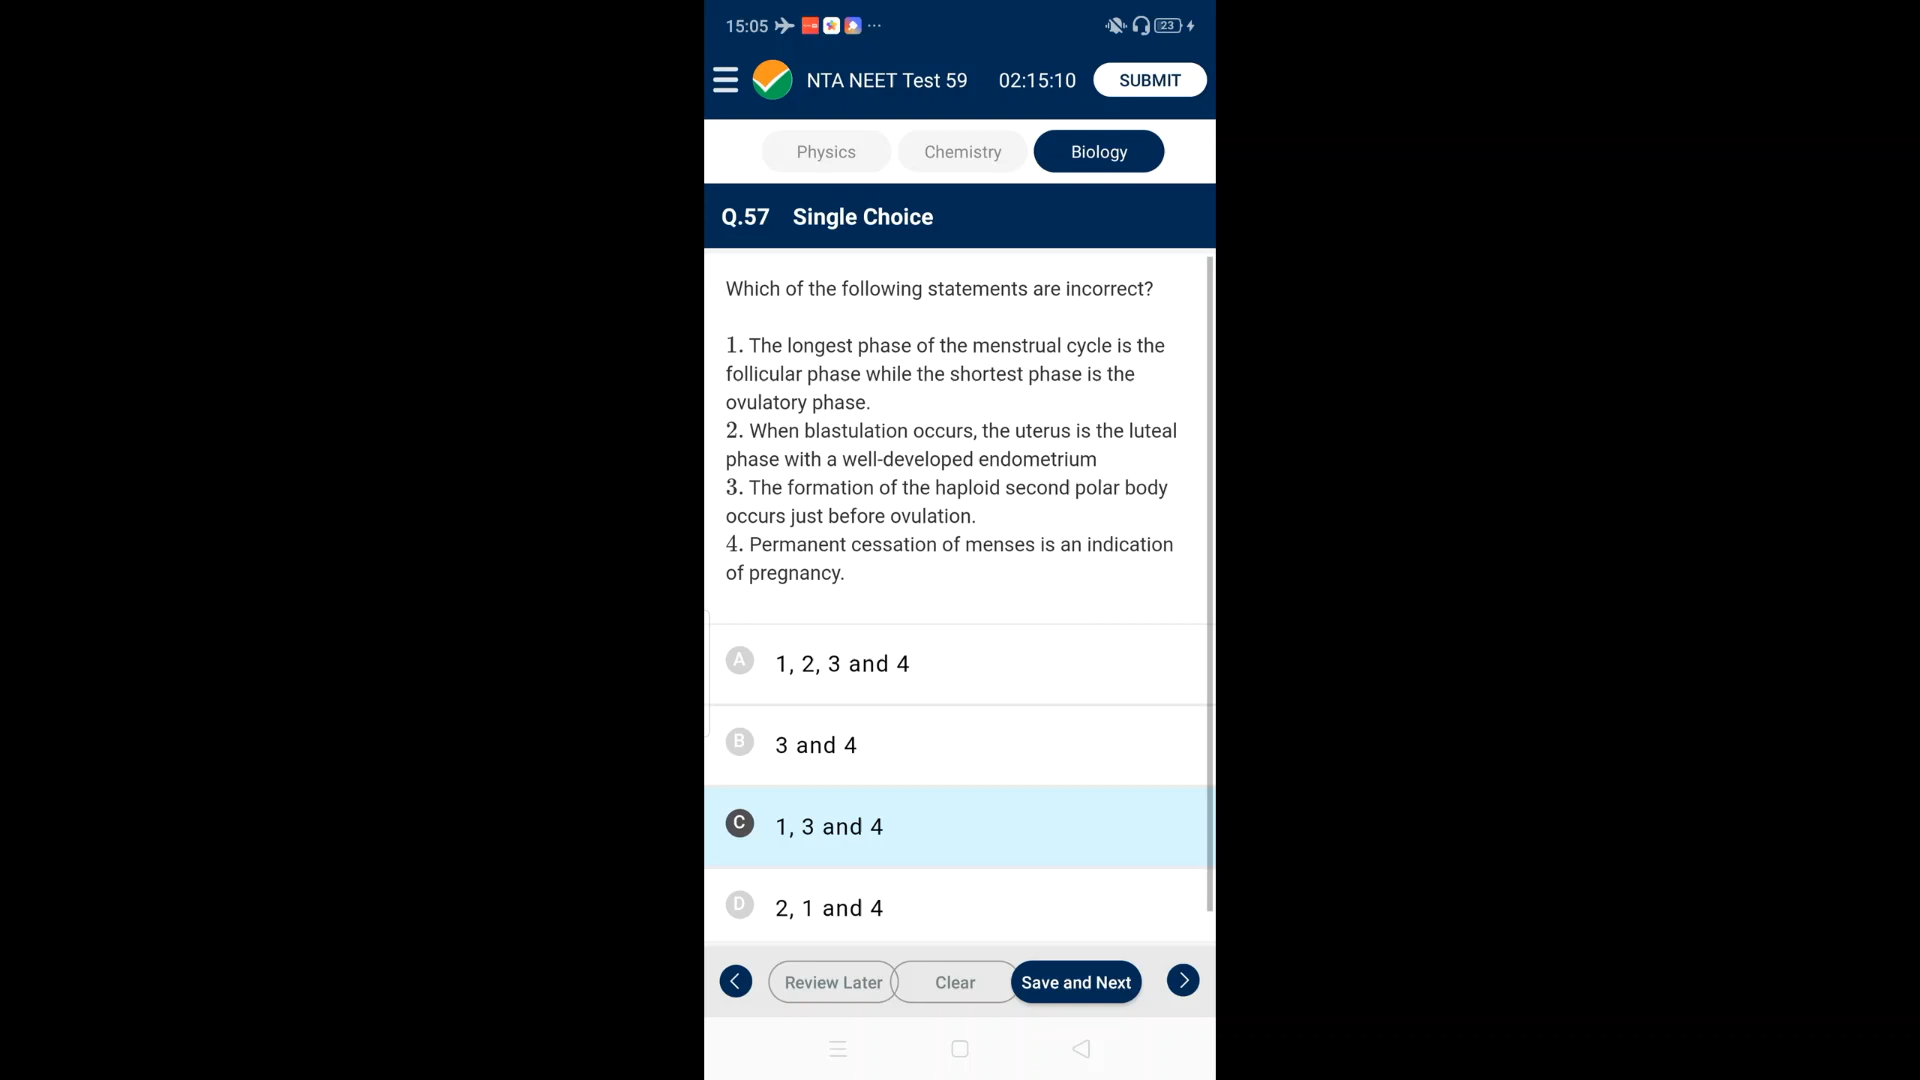 15:05 ... 23
NTA NEET Test 59 02:15:10 SUBMIT
Physics Chemistry Biology
Q.57 Single Choice
Which of the following statements are incorrect?
1. The longest phase of the menstrual cycle is the
follicular phase while the shortest phase is the
ovulatory phase.
2. When blastulation occurs, the uterus is the luteal
phase with a well-developed endometrium
3. The formation of the haploid second polar body
occurs just before ovulation.
4. Permanent cessation of menses is an indication
of pregnancy.
A 1, 2, 3 and 4
B 3 and 4
C 1, 3 and 4
D 2, 1 and 4
Review Later Clear Save and Next